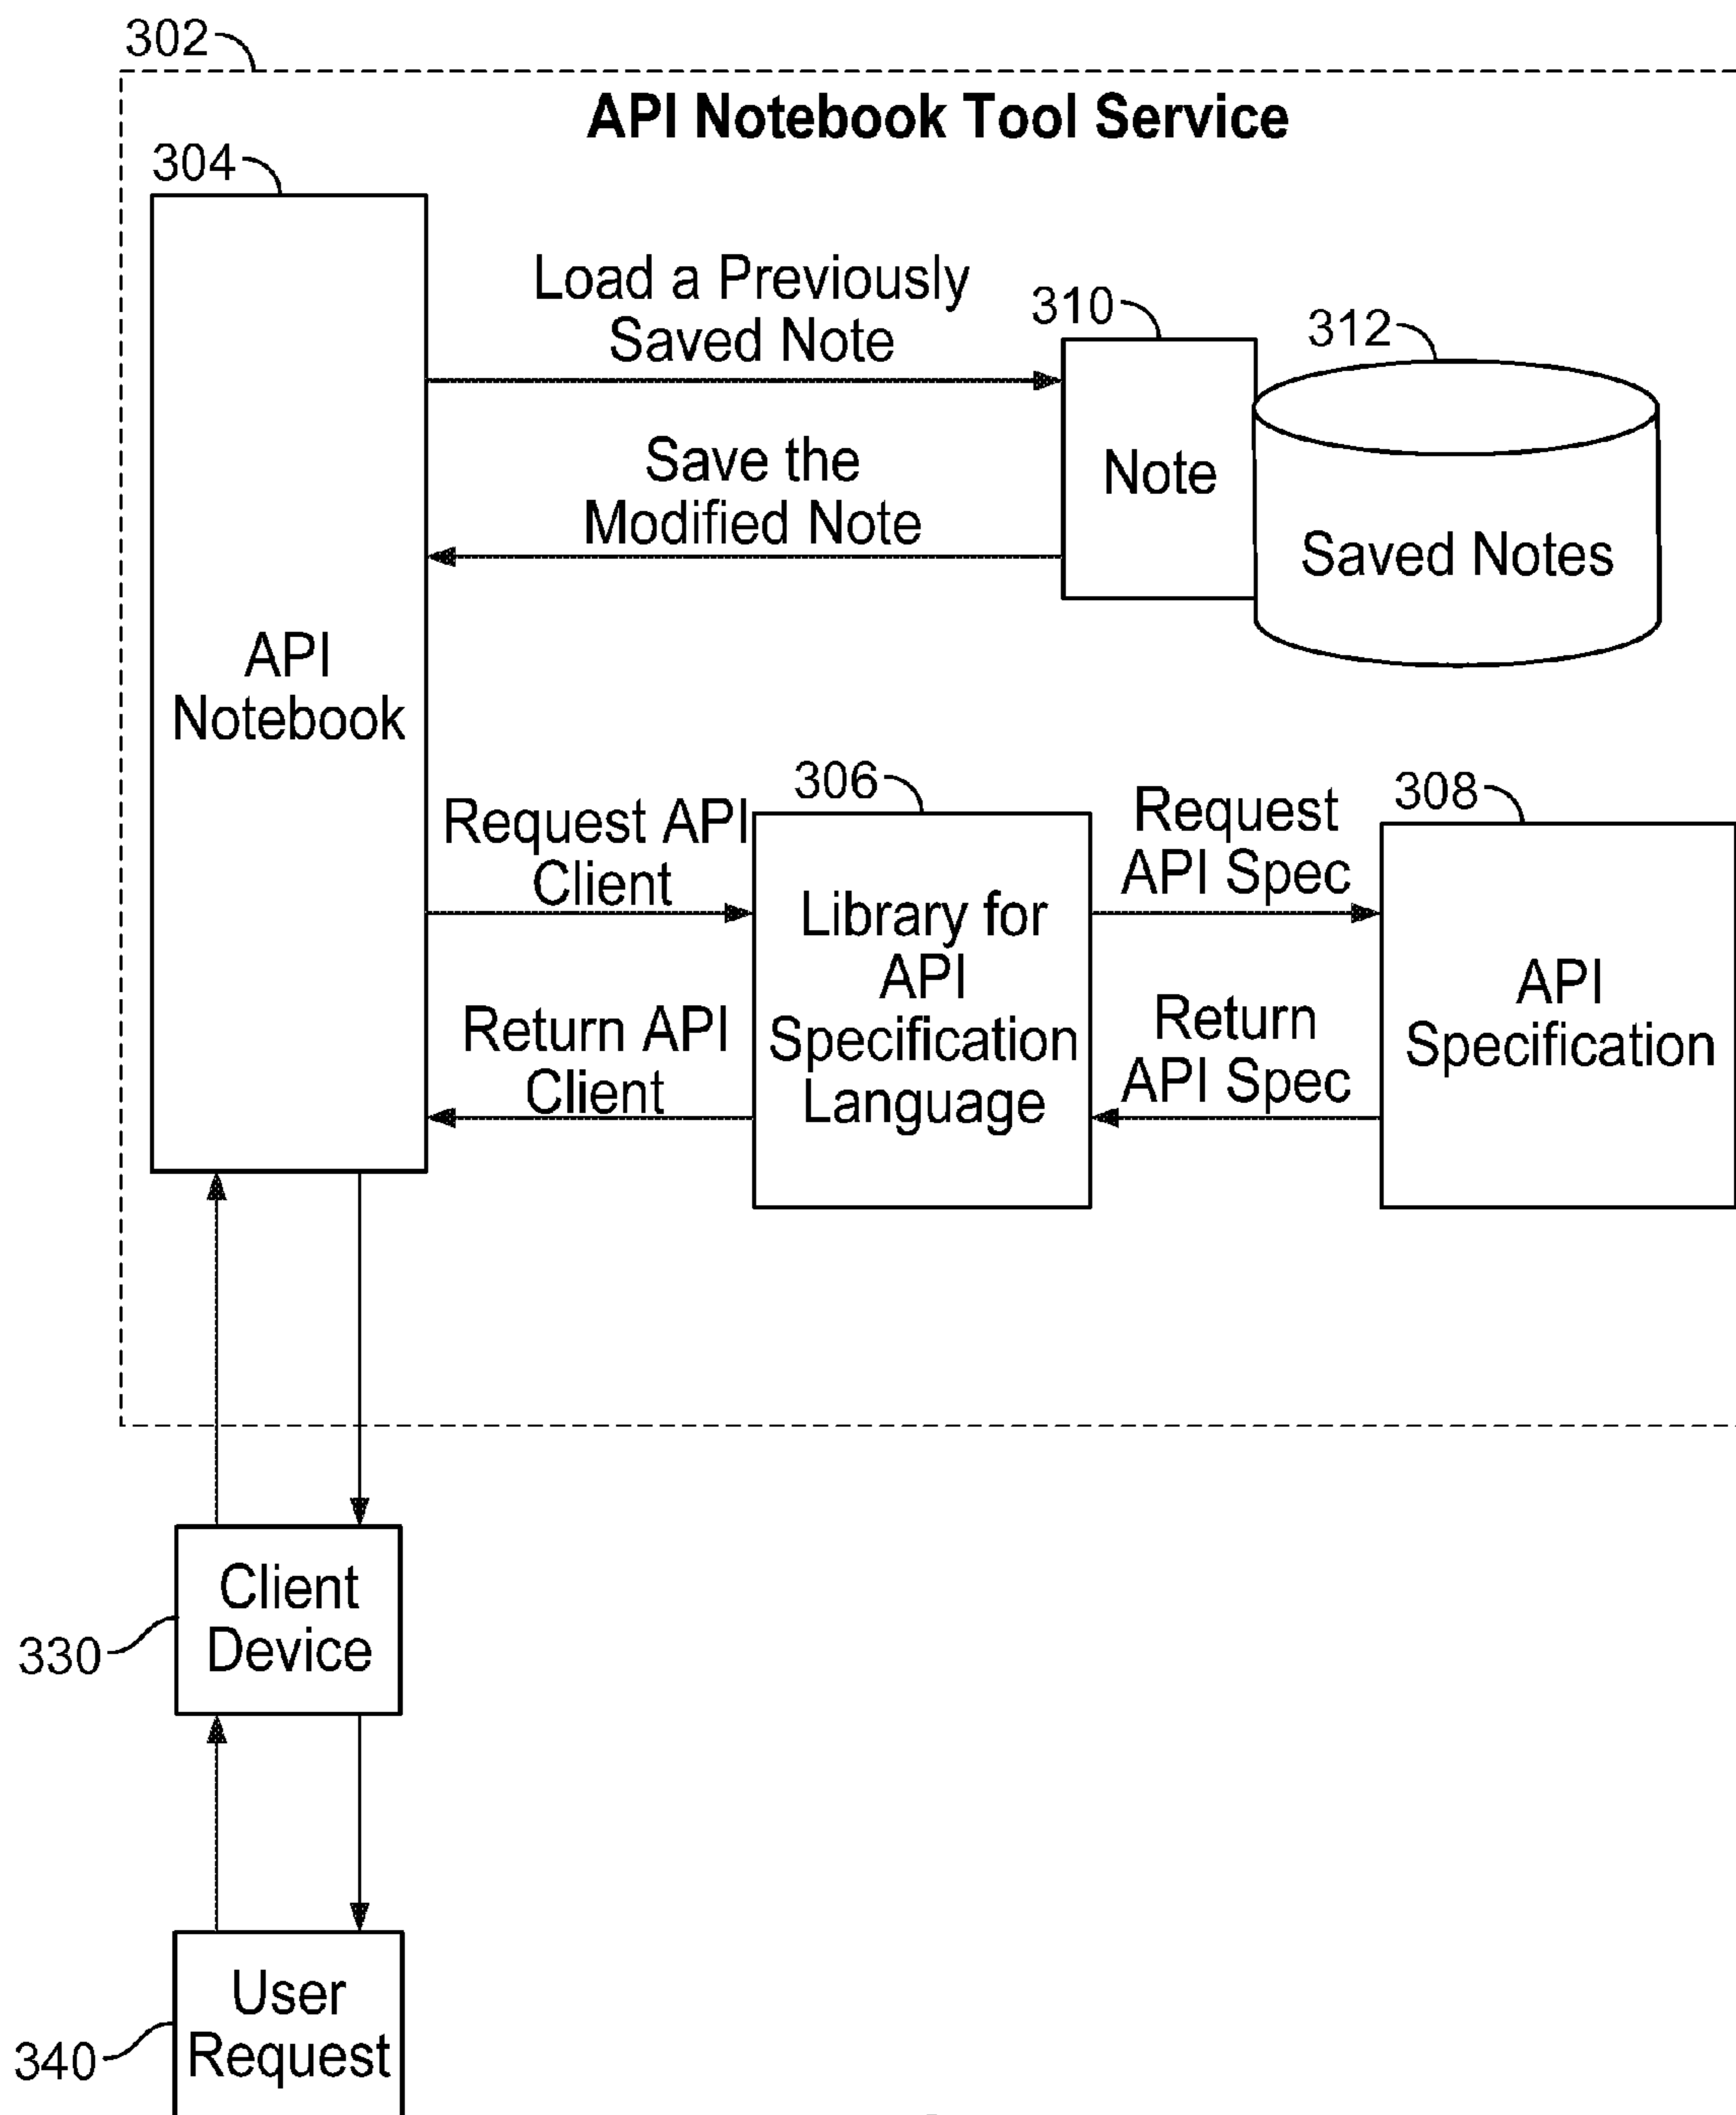 302
API Notebook Tool Service
304
Load a Previously
Saved Note
310
312
Save the
Modified Note
Note
Saved Notes
API
Notebook
306
308
Request API
Client
Request
API Spec
Library for
API
Specification
Language
API
Specification
Return API
Client
Return
API Spec
Client
Device
330
User
Request
340